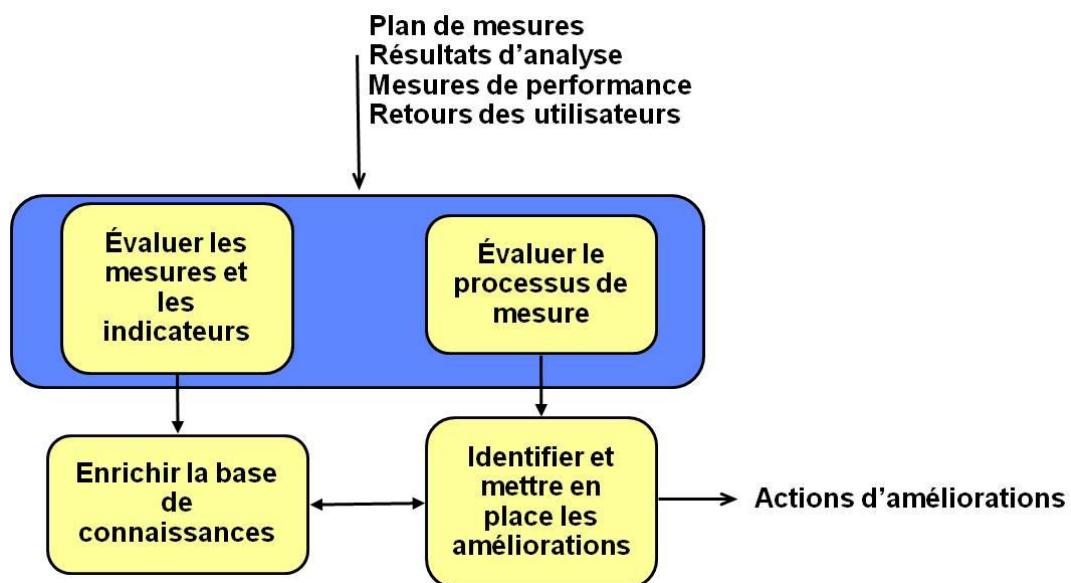 Plan de mesures
Résultats d'analyse
Mesures de performance
Retours des utilisateurs
Évaluer les
mesures et
les
indicateurs
Évaluer le
processus de
mesure
Enrichir la base
de
connaissances
Identifier et
mettre en
place les
améliorations
Actions d'améliorations